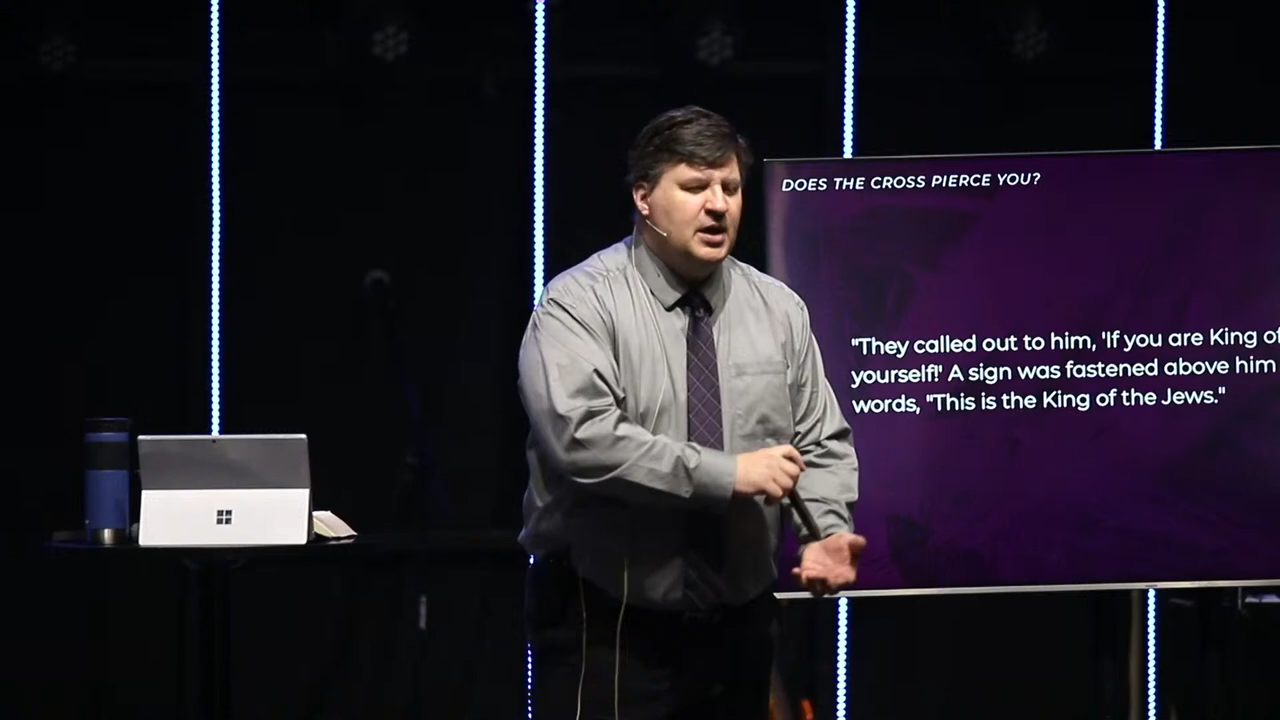 DOES THE CROSS PIERCE YOU?
"They called out to him, 'If you are King of
yourself!' A sign was fastened above him
words, "This is the King of the Jews."